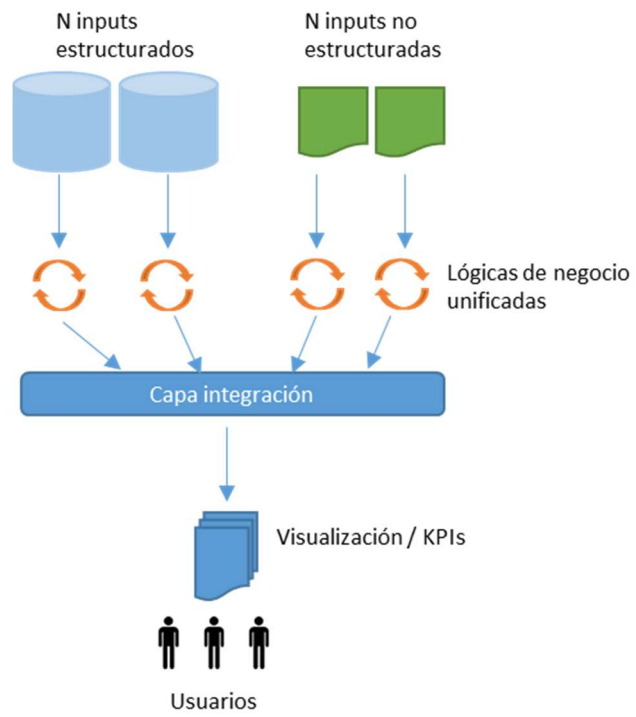 N inputs
estructurados
N inputs no
estructuradas
Lógicas de negocio
unificadas
Capa integración
Visualización / KPIs
Usuarios